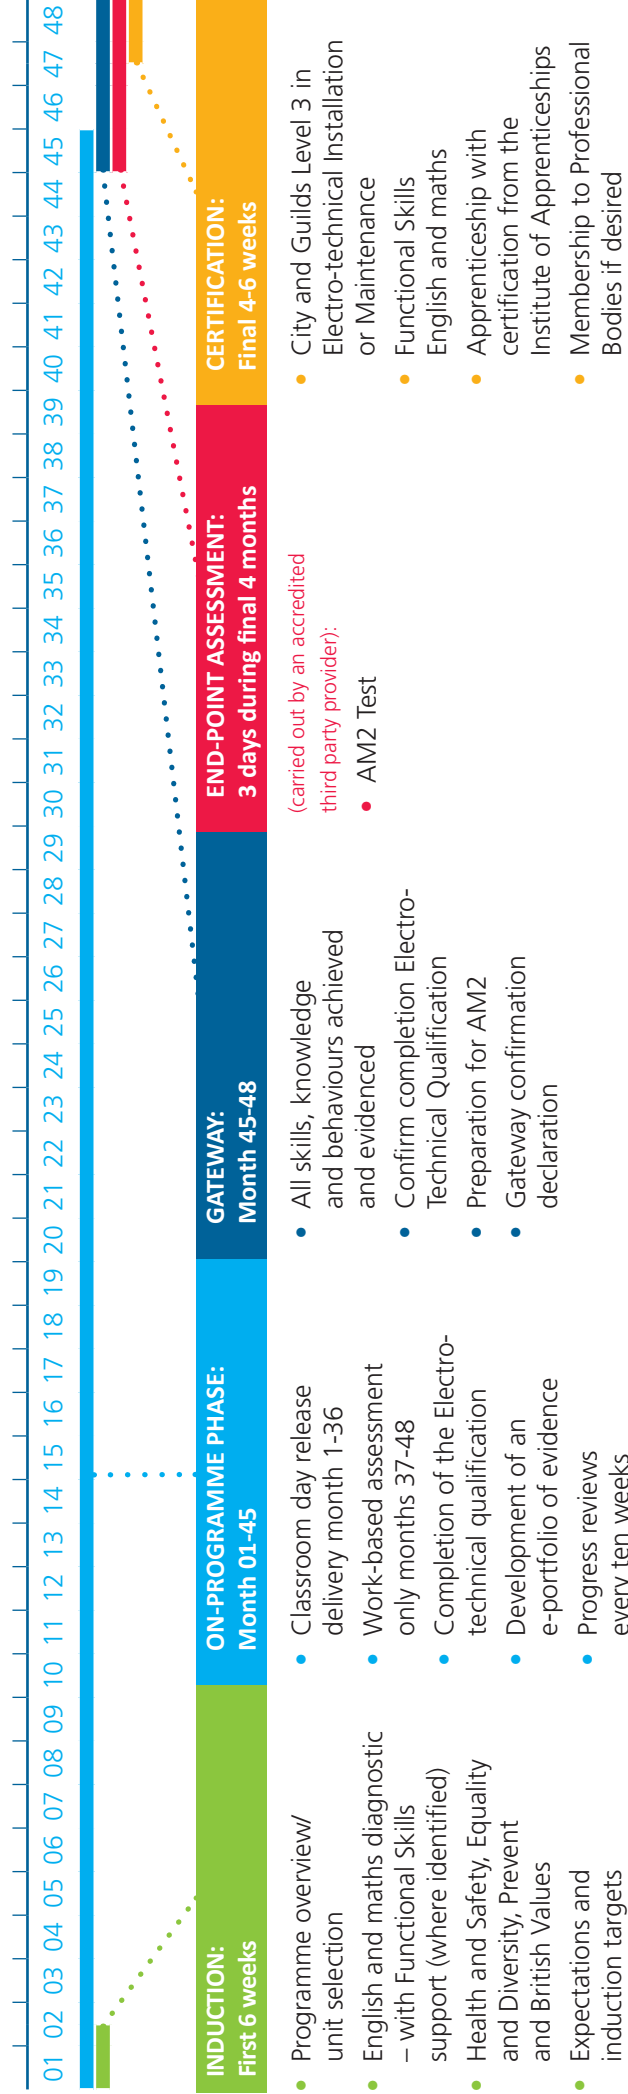 01 02 03 04 05 06 07 08 09 10 11 12 13 14 15 16 17 18 19 20 21 22 23 24 25 26 27 28 29 30 31 32 33 34 35 36 37 38 39 40 41 42 43 44 45 46 47 48
INDUCTION:
First 6 weeks
• Programme overview/
unit selection
• English and maths diagnostic
– with Functional Skills
support (where identified)
• Health and Safety, Equality
and Diversity, Prevent
and British Values
• Expectations and
induction targets
ON-PROGRAMME PHASE:
Month 01-45
• Classroom day release
delivery month 1-36
• Work-based assessment
only months 37-48
• Completion of the Electro-
technical qualification
• Development of an
e-portfolio of evidence
• Progress reviews
every ten weeks
GATEWAY:
Month 45-48
• All skills, knowledge
and behaviours achieved
and evidenced
• Confirm completion Electro-
Technical Qualification
• Preparation for AM2
• Gateway confirmation
declaration
END-POINT ASSESSMENT:
3 days during final 4 months
(carried out by an accredited
third party provider):
• AM2 Test
CERTIFICATION:
Final 4-6 weeks
• City and Guilds Level 3 in
Electro-technical Installation
or Maintenance
• Functional Skills
English and maths
• Apprenticeship with
certification from the
Institute of Apprenticeships
• Membership to Professional
Bodies if desired